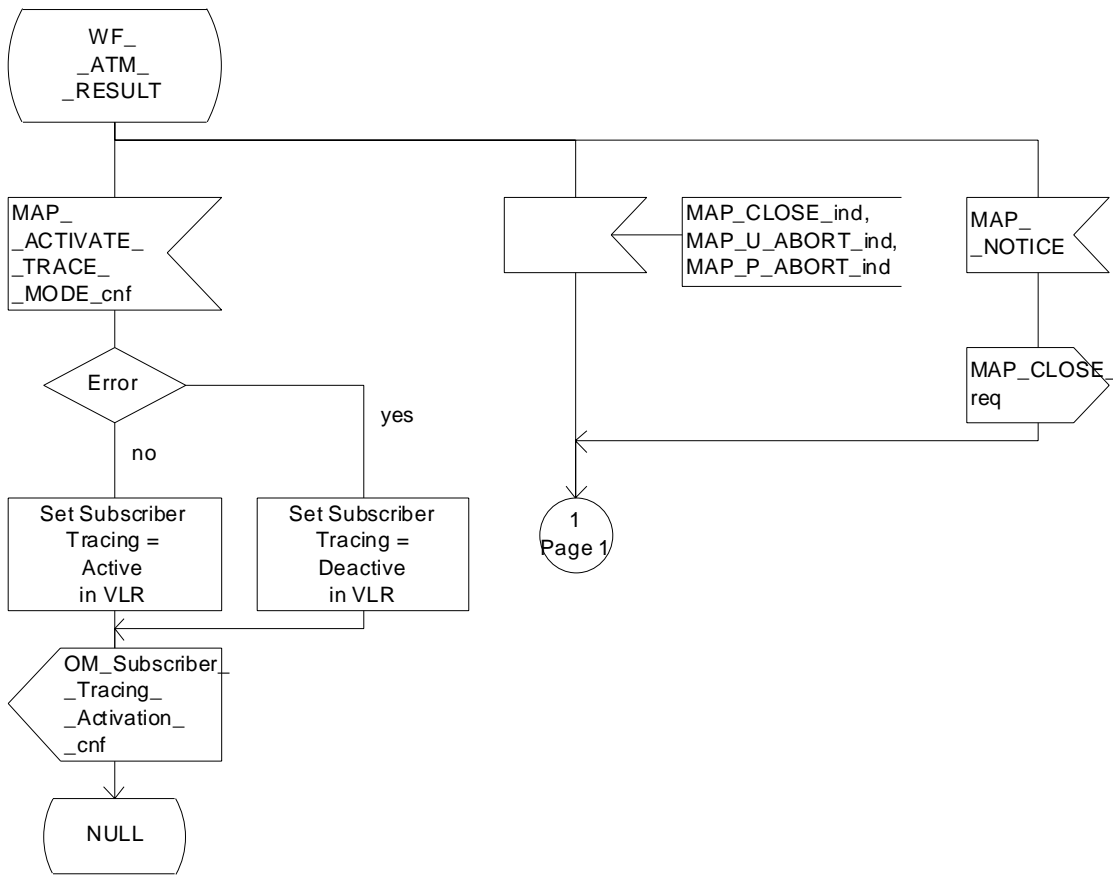 WF_
_ATM_
_RESULT
MAP_
_ACTIVATE_
_TRACE_
_MODE_cnf
MAP_CLOSE_ind,
MAP_U_ABORT_ind,
MAP_P_ABORT_ind
MAP_
_NOTICE
MAP_CLOSE_
req
Error
yes
no
Set Subscriber
Tracing =
Active
in VLR
Set Subscriber
Tracing =
Deactive
in VLR
1
Page 1
OM_Subscriber_
_Tracing_
_Activation_
_cnf
NULL